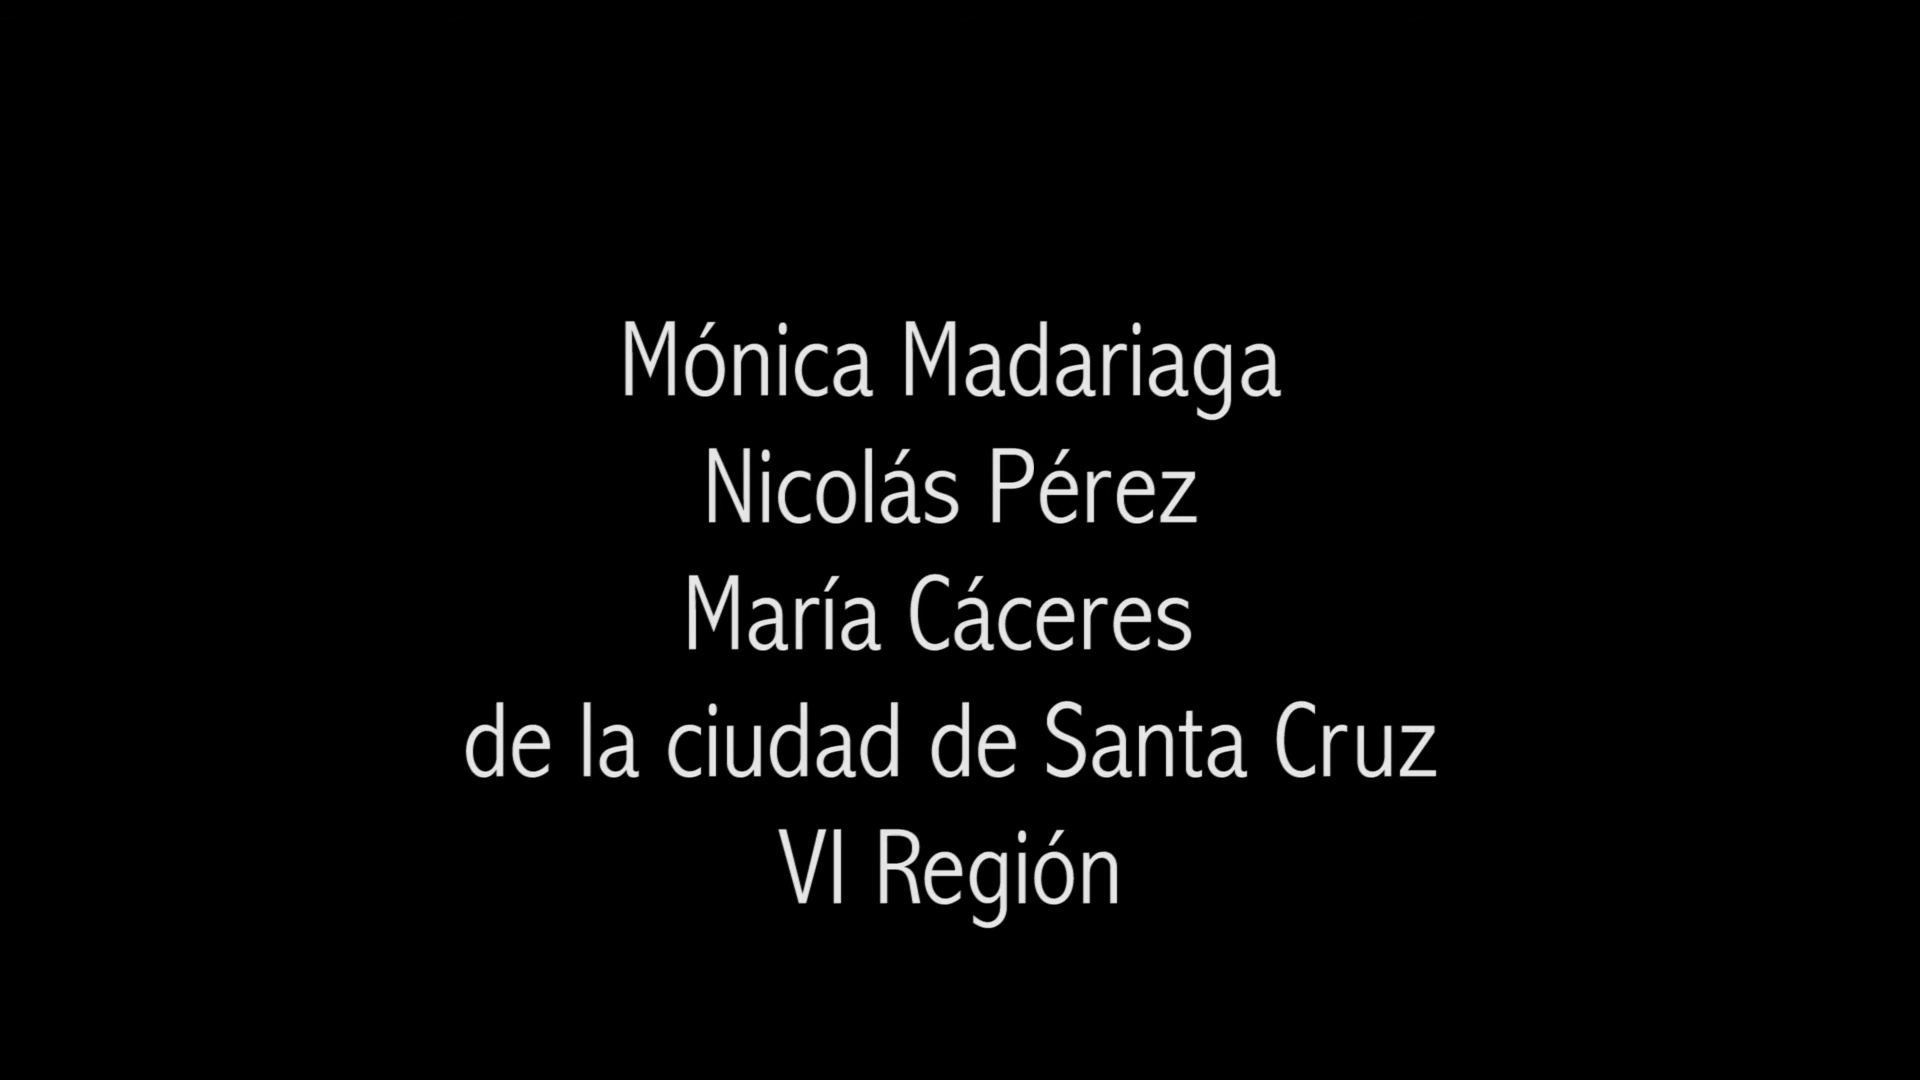 Mónica Madariaga
Nicolás Pérez
María Cáceres
de la ciudad de Santa Cruz
VI Región